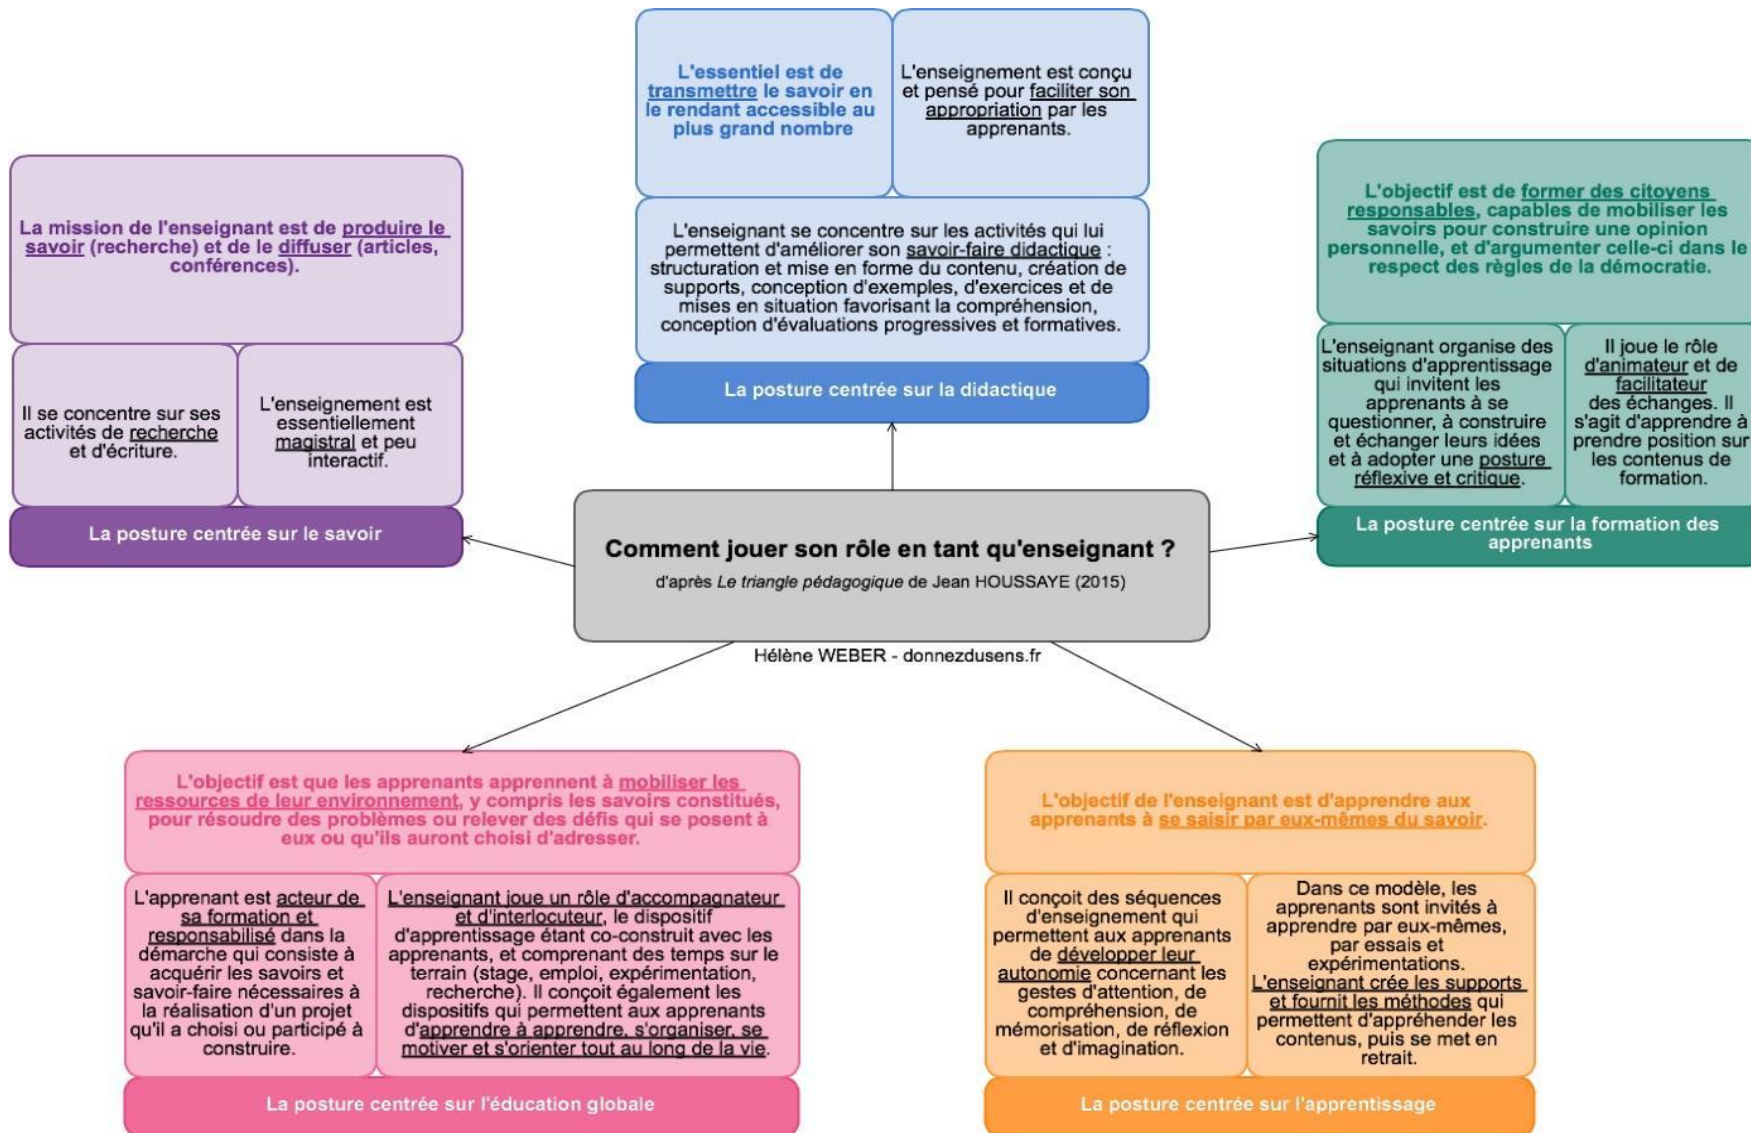 L'essentiel est de
transmettre le savoir en
le rendant accessible au
plus grand nombre
L'enseignement est conçu
et pensé pour faciliter son
appropriation par les
apprenants.
L'enseignant se concentre sur les activités qui lui
permettent d'améliorer son savoir-faire didactique :
structuration et mise en forme du contenu, création de
supports, conception d'exemples, d'exercices et de
mises en situation favorisant la compréhension,
conception d'évaluations progressives et formatives.
La posture centrée sur la didactique
La mission de l'enseignant est de produire le
savoir (recherche) et de le diffuser (articles,
conférences).
Il se concentre sur ses
activités de recherche
et d'écriture.
L'enseignement est
essentiellement
magistral et peu
interactif.
La posture centrée sur le savoir
L'objectif est de former des citoyens
responsables, capables de mobiliser les
savoirs pour construire une opinion
personnelle, et d'argumenter celle-ci dans le
respect des règles de la démocratie.
L'enseignant organise des
situations d'apprentissage
qui invitent les
apprenants à se
questionner, à construire
et échanger leurs idées
et à adopter une posture
réflexive et critique.
Il joue le rôle
d'animateur et de
facilitateur
des échanges. Il
s'agit d'apprendre à
prendre position sur
les contenus de
formation.
La posture centrée sur la formation des
apprenants
Comment jouer son rôle en tant qu'enseignant ?
d'après Le triangle pédagogique de Jean HOUSSAYE (2015)
Hélène WEBER - donnezdusens.fr
L'objectif est que les apprenants apprennent à mobiliser les
ressources de leur environnement, y compris les savoirs constitués,
pour résoudre des problèmes ou relever des défis qui se posent à
eux ou qu'ils auront choisi d'adresser.
L'apprenant est acteur de
sa formation et
responsabilisé dans la
démarche qui consiste à
acquérir les savoirs et
savoir-faire nécessaires à
la réalisation d'un projet
qu'il a choisi ou participé à
construire.
L'enseignant joue un rôle d'accompagnateur
et d'interlocuteur, le dispositif
d'apprentissage étant co-construit avec les
apprenants, et comprenant des temps sur le
terrain (stage, emploi, expérimentation,
recherche). Il conçoit également les
dispositifs qui permettent aux apprenants
d'apprendre à apprendre, s'organiser, se
motiver et s'orienter tout au long de la vie.
La posture centrée sur l'éducation globale
L'objectif de l'enseignant est d'apprendre aux
apprenants à se saisir par eux-mêmes du savoir.
Il conçoit des séquences
d'enseignement qui
permettent aux apprenants
de développer leur
autonomie concernant les
gestes d'attention, de
compréhension, de
mémorisation, de réflexion
et d'imagination.
Dans ce modèle, les
apprenants sont invités à
apprendre par eux-mêmes,
par essais et
expérimentations.
L'enseignant crée les supports
et fournit les méthodes qui
permettent d'appréhender les
contenus, puis se met en
retrait.
La posture centrée sur l'apprentissage